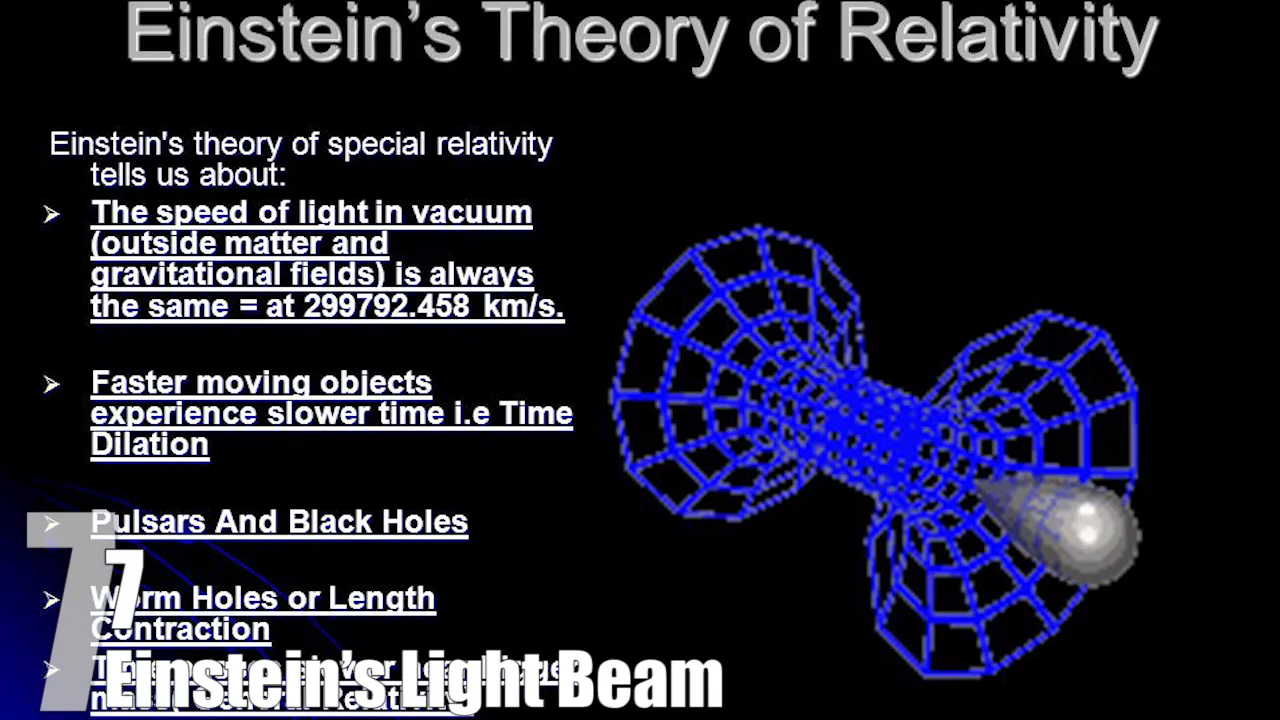 Einstein’s Theory of Relativity
Einstein's theory of special relativity
tells us about:
The speed of light in vacuum
(outside matter and
gravitational fields) is always
the same = at 299792.458 km/s.
Faster moving objects
experience slower time i.e Time
Dilation
Pulsars And Black Holes
Worm Holes or Length
Contraction
7
7
Einstein’s Light Beam